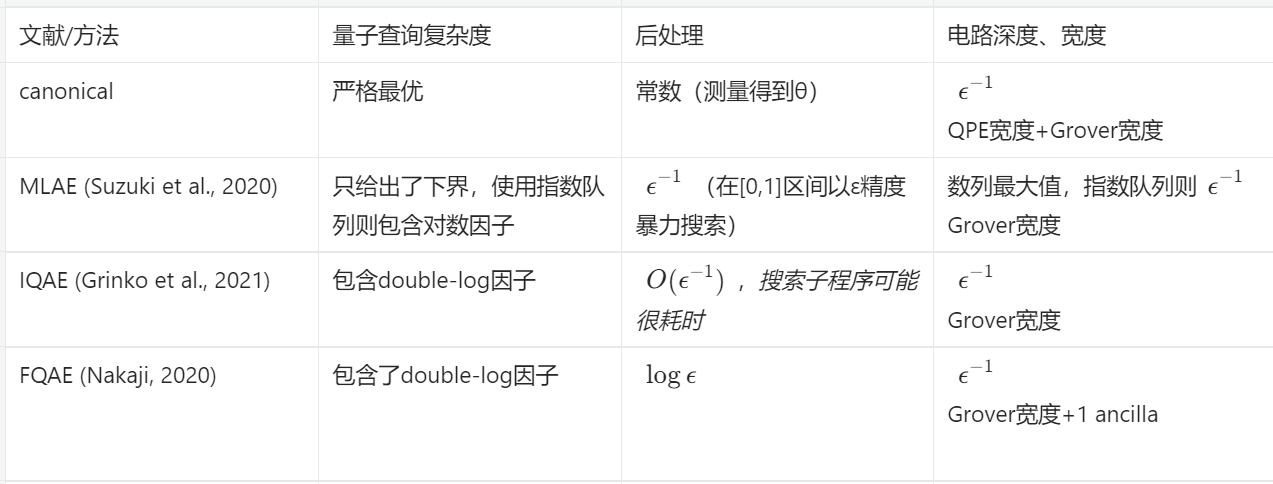 文献/方法 量子查询复杂度 后处理 电路深度、宽度
canonical 严格最优 常数（测量得到θ） ϵ⁻¹
QPE宽度+Grover宽度
MLAE (Suzuki et al., 2020) 只给出了下界，使用指数队 ϵ⁻¹ （在[0,1]区间以ε精度 数列最大值，指数队列则 ϵ⁻¹
列则包含对数因子 暴力搜索） Grover宽度
IQAE (Grinko et al., 2021) 包含double-log因子 O(ϵ⁻¹) ，搜索子程序可能 ϵ⁻¹
很耗时 Grover宽度
FQAE (Nakaji, 2020) 包含了double-log因子 log ϵ ϵ⁻¹
Grover宽度+1 ancilla